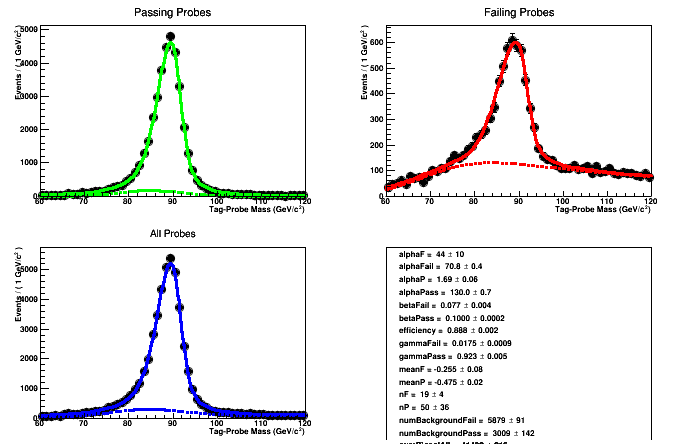 Passing Probes
Events / ( 1 GeV/c² )
5000
4000
3000
2000
1000
0
60 70 80 90 100 110 120
Tag-Probe Mass (GeV/c²)
Failing Probes
Events / ( 1 GeV/c² )
600
500
400
300
200
100
0
60 70 80 90 100 110 120
Tag-Probe Mass (GeV/c²)
All Probes
Events / ( 1 GeV/c² )
5000
4000
3000
2000
1000
0
60 70 80 90 100 110 120
Tag-Probe Mass (GeV/c²)
alphaF = 44 ± 10
alphaFail = 70.8 ± 0.4
alphaP = 1.69 ± 0.06
alphaPass = 130.0 ± 0.7
betaFail = 0.077 ± 0.004
betaPass = 0.1000 ± 0.0002
efficiency = 0.888 ± 0.002
gammaFail = 0.0175 ± 0.0009
gammaPass = 0.923 ± 0.005
meanF = -0.255 ± 0.08
meanP = -0.475 ± 0.02
nF = 19 ± 4
nP = 50 ± 36
numBackgroundFail = 5879 ± 91
numBackgroundPass = 3009 ± 142